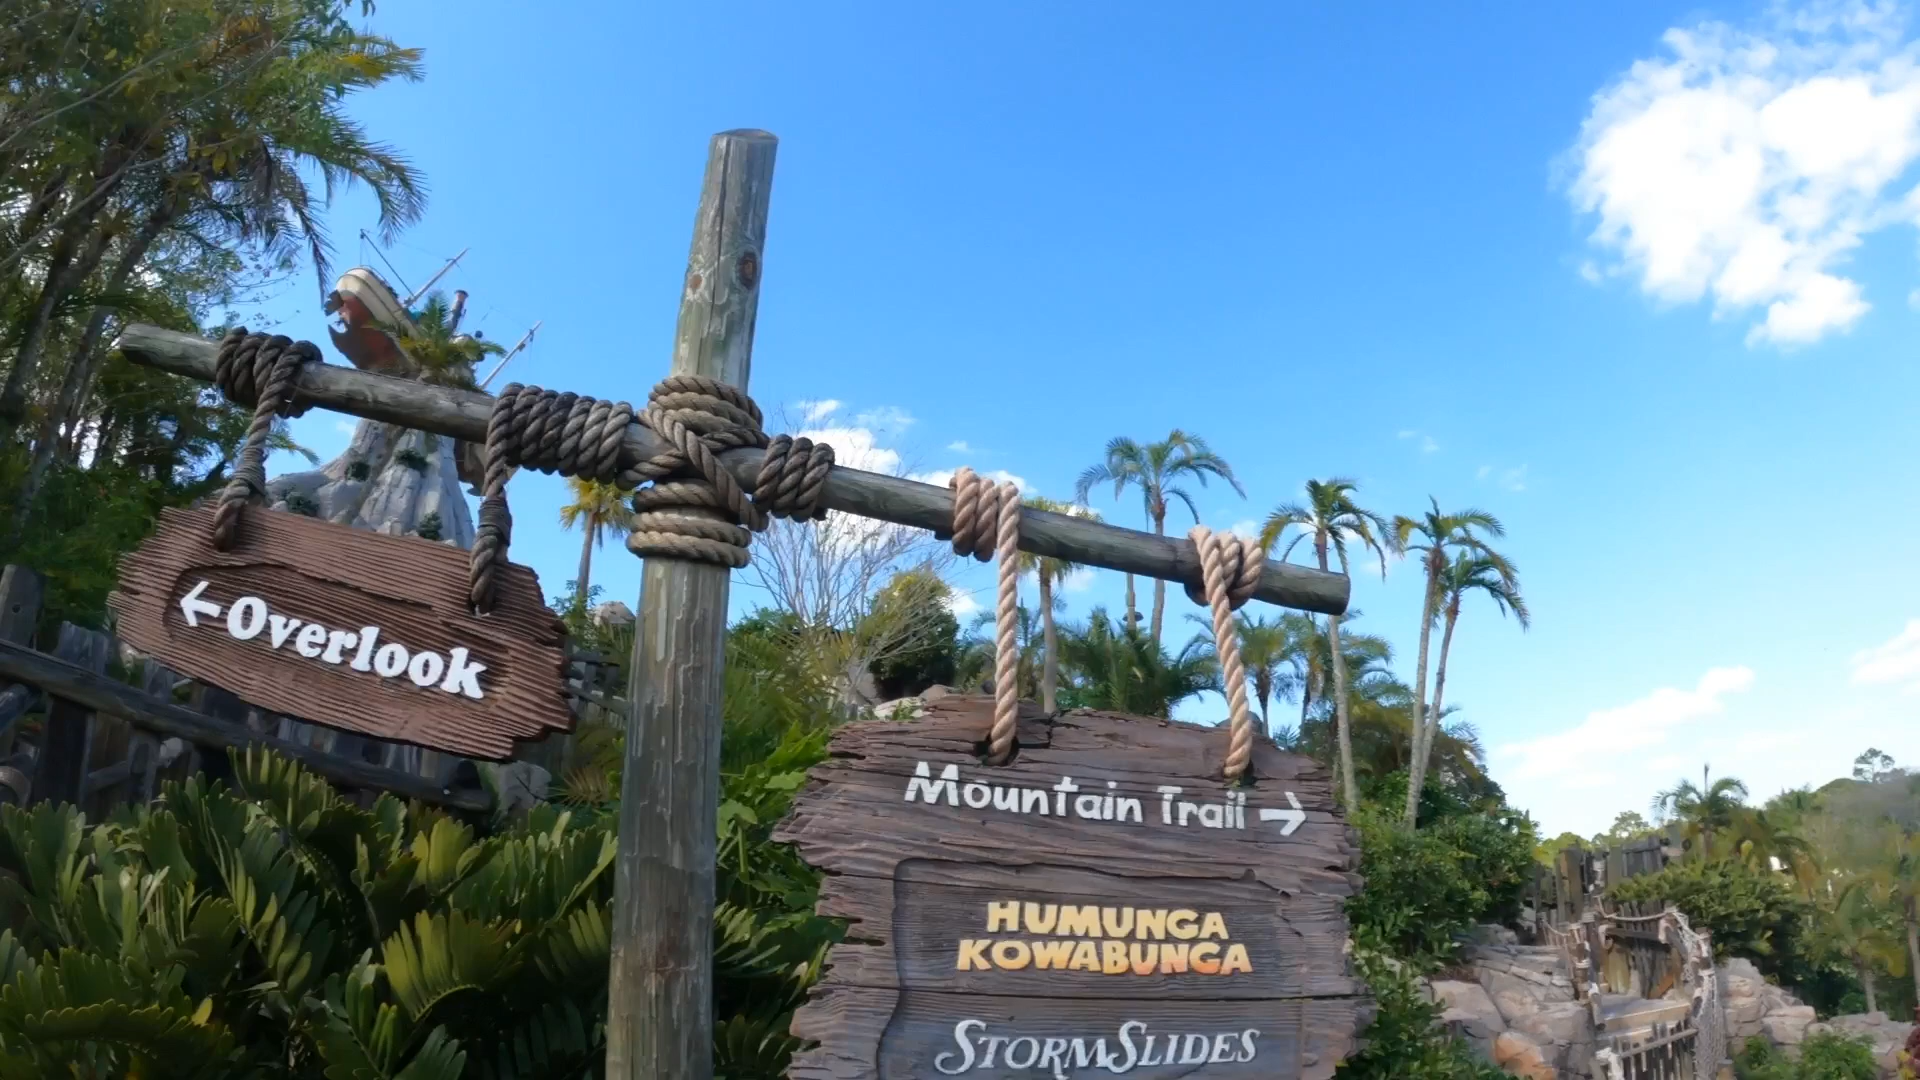 ←Overlook
Mountain Trail →
HUMUNGA
KOWABUNGA
STORMSLIDES